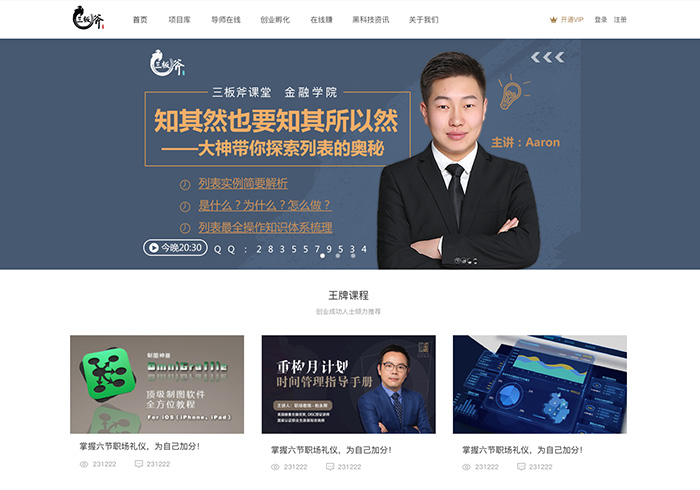 三板斧
首页 项目库 导师在线 创业孵化 在线赚 黑科技资讯 关于我们 开通VIP 登录 注册
三板斧
三板斧课堂 金融学院
知其然也要知其所以然
——大神带你探索列表的奥秘
主讲:Aaron
列表实例简要解析
是什么?为什么?怎么做?
列表最全操作知识体系梳理
今晚20:30 QQ:2835579534
王牌课程
创业成功人士倾力推荐
制图神器
OmniGraffle
顶级制图软件
全方位教程
For iOS (iPhone、iPad)
掌握六节职场礼仪,为自己加分!
231222 231222
重构月计划
时间管理指导手册
掌握六节职场礼仪,为自己加分!
231222 231222
掌握六节职场礼仪,为自己加分!
231222 231222